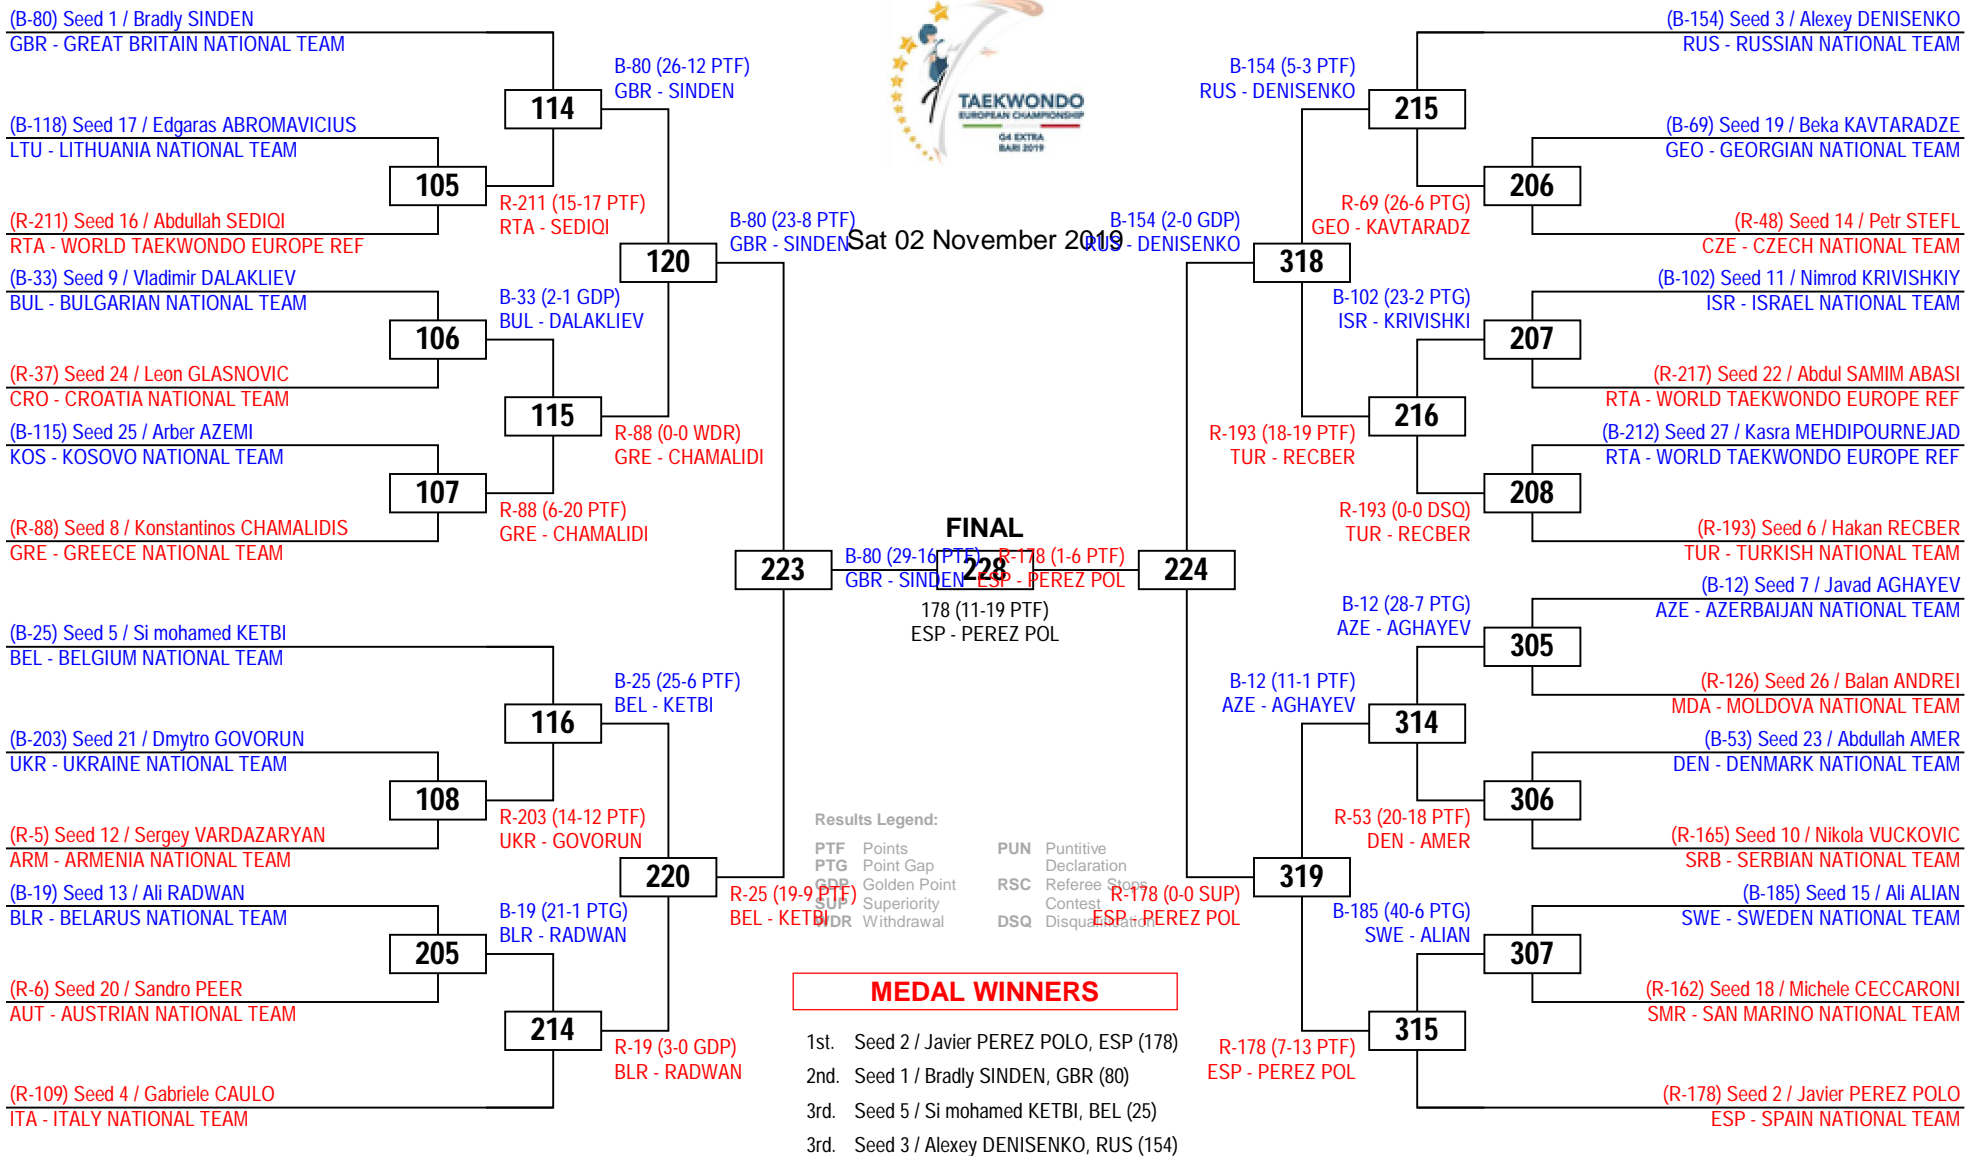 (B-80) Seed 1 / Bradly SINDEN
GBR - GREAT BRITAIN NATIONAL TEAM
(B-118) Seed 17 / Edgaras ABROMAVICIUS
LTU - LITHUANIA NATIONAL TEAM
(R-211) Seed 16 / Abdullah SEDIQI
RTA - WORLD TAEKWONDO EUROPE REF
(B-33) Seed 9 / Vladimir DALAKLIEV
BUL - BULGARIAN NATIONAL TEAM
(R-37) Seed 24 / Leon GLASNOVIC
CRO - CROATIA NATIONAL TEAM
(B-115) Seed 25 / Arber AZEMI
KOS - KOSOVO NATIONAL TEAM
(R-88) Seed 8 / Konstantinos CHAMALIDIS
GRE - GREECE NATIONAL TEAM
(B-25) Seed 5 / Si mohamed KETBI
BEL - BELGIUM NATIONAL TEAM
(B-203) Seed 21 / Dmytro GOVORUN
UKR - UKRAINE NATIONAL TEAM
(R-5) Seed 12 / Sergey VARDAZARYAN
ARM - ARMENIA NATIONAL TEAM
(B-19) Seed 13 / Ali RADWAN
BLR - BELARUS NATIONAL TEAM
(R-6) Seed 20 / Sandro PEER
AUT - AUSTRIAN NATIONAL TEAM
(R-109) Seed 4 / Gabriele CAULO
ITA - ITALY NATIONAL TEAM
105
106
107
108
205
R-211 (15-17 PTF)
RTA - SEDIQI
B-33 (2-1 GDP)
BUL - DALAKLIEV
R-88 (6-20 PTF)
GRE - CHAMALIDI
R-203 (14-12 PTF)
UKR - GOVORUN
B-19 (21-1 PTG)
BLR - RADWAN
114
115
116
214
B-80 (26-12 PTF)
GBR - SINDEN
R-88 (0-0 WDR)
GRE - CHAMALIDI
B-25 (25-6 PTF)
BEL - KETBI
R-19 (3-0 GDP)
BLR - RADWAN
120
220
B-80 (23-8 PTF)
GBR - SINDEN
R-25 (19-9 PTF)
BEL - KETBI
223
B-80 (29-16 PTF)
GBR - SINDEN
TAEKWONDO
EUROPEAN CHAMPIONSHIP
G4 EXTRA
BARI 2019
Sat 02 November 2019
FINAL
228
178 (11-19 PTF)
ESP - PEREZ POL
R-178 (1-6 PTF)
ESP - PEREZ POL
224
B-154 (2-0 GDP)
RUS - DENISENKO
R-178 (0-0 SUP)
ESP - PEREZ POL
318
319
B-154 (5-3 PTF)
RUS - DENISENKO
R-193 (18-19 PTF)
TUR - RECBER
B-12 (11-1 PTF)
AZE - AGHAYEV
R-178 (7-13 PTF)
ESP - PEREZ POL
215
216
314
315
R-69 (26-6 PTG)
GEO - KAVTARADZ
B-102 (23-2 PTG)
ISR - KRIVISHKI
R-193 (0-0 DSQ)
TUR - RECBER
B-12 (28-7 PTG)
AZE - AGHAYEV
R-53 (20-18 PTF)
DEN - AMER
B-185 (40-6 PTG)
SWE - ALIAN
206
207
208
305
306
307
(B-154) Seed 3 / Alexey DENISENKO
RUS - RUSSIAN NATIONAL TEAM
(B-69) Seed 19 / Beka KAVTARADZE
GEO - GEORGIAN NATIONAL TEAM
(R-48) Seed 14 / Petr STEFL
CZE - CZECH NATIONAL TEAM
(B-102) Seed 11 / Nimrod KRIVISHKIY
ISR - ISRAEL NATIONAL TEAM
(R-217) Seed 22 / Abdul SAMIM ABASI
RTA - WORLD TAEKWONDO EUROPE REF
(B-212) Seed 27 / Kasra MEHDIPOURNEJAD
RTA - WORLD TAEKWONDO EUROPE REF
(R-193) Seed 6 / Hakan RECBER
TUR - TURKISH NATIONAL TEAM
(B-12) Seed 7 / Javad AGHAYEV
AZE - AZERBAIJAN NATIONAL TEAM
(R-126) Seed 26 / Balan ANDREI
MDA - MOLDOVA NATIONAL TEAM
(B-53) Seed 23 / Abdullah AMER
DEN - DENMARK NATIONAL TEAM
(R-165) Seed 10 / Nikola VUCKOVIC
SRB - SERBIAN NATIONAL TEAM
(B-185) Seed 15 / Ali ALIAN
SWE - SWEDEN NATIONAL TEAM
(R-162) Seed 18 / Michele CECCARONI
SMR - SAN MARINO NATIONAL TEAM
(R-178) Seed 2 / Javier PEREZ POLO
ESP - SPAIN NATIONAL TEAM
Results Legend:
PTF Points
PTG Point Gap
GDP Golden Point
SUP Superiority
WDR Withdrawal
PUN Puntitive
Declaration
RSC Referee Stops
Contest
DSQ Disqualification
MEDAL WINNERS
1st. Seed 2 / Javier PEREZ POLO, ESP (178)
2nd. Seed 1 / Bradly SINDEN, GBR (80)
3rd. Seed 5 / Si mohamed KETBI, BEL (25)
3rd. Seed 3 / Alexey DENISENKO, RUS (154)